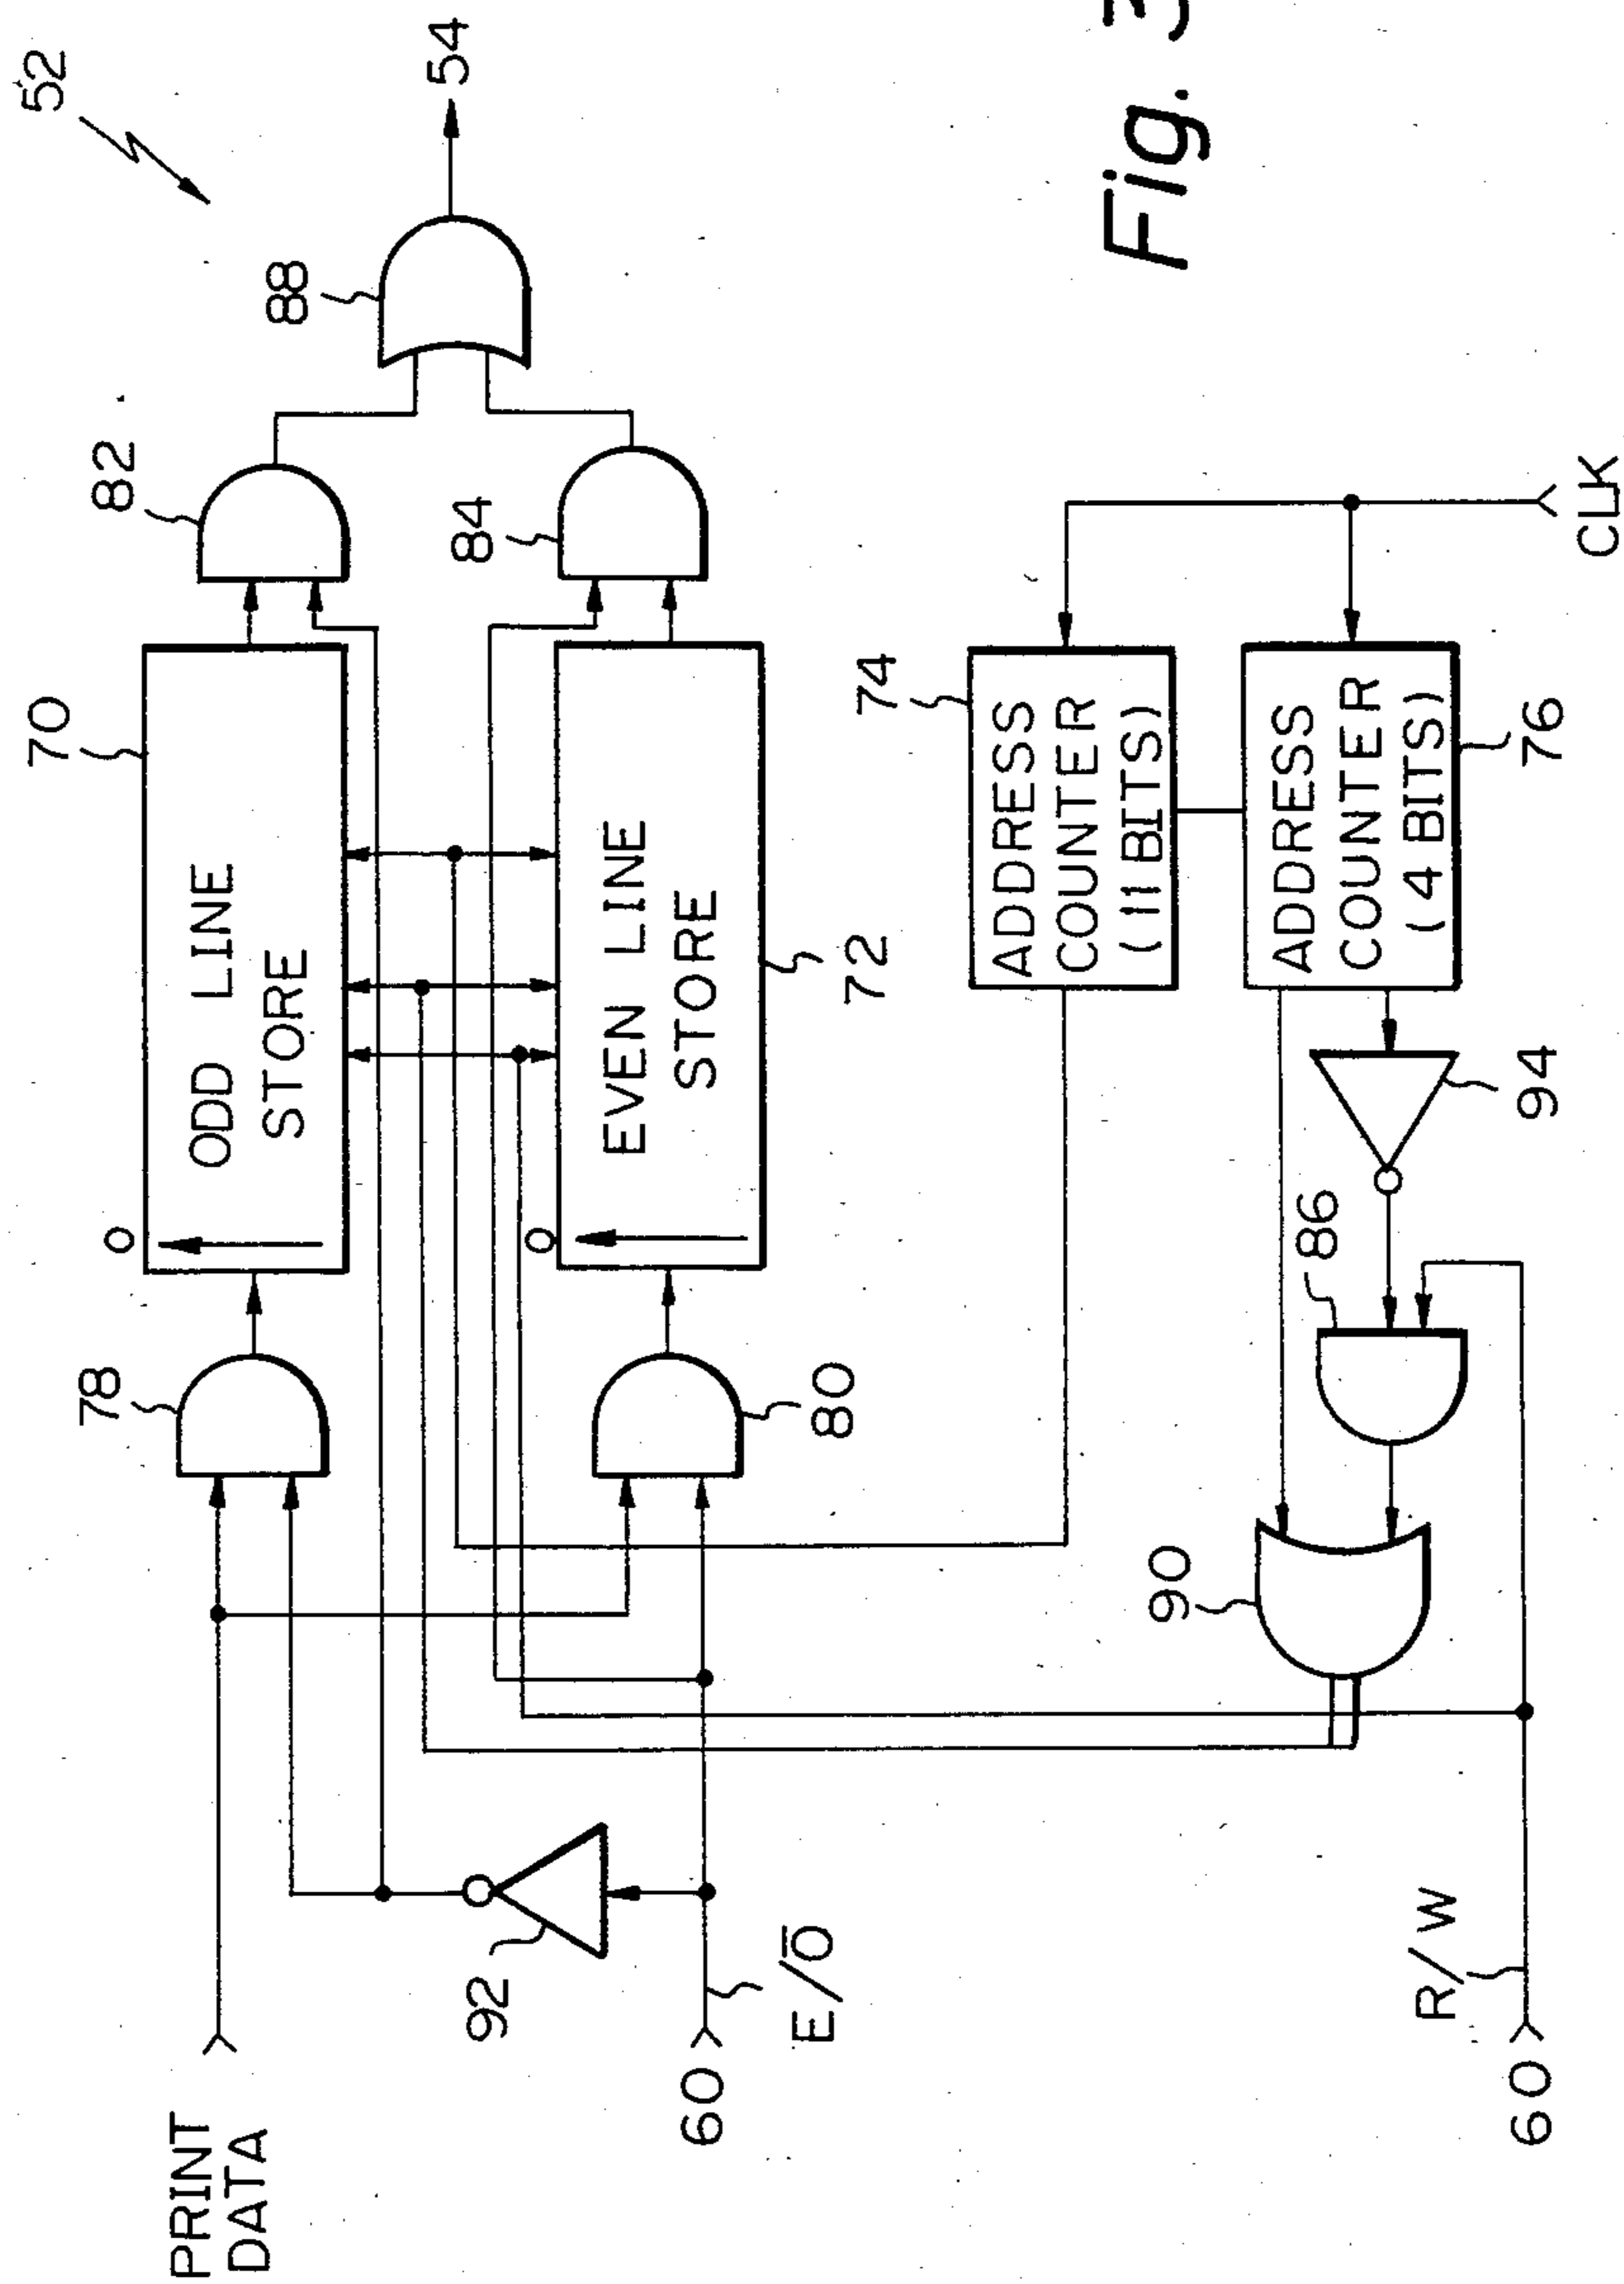 52
70
82
88
54
78
0
ODD LINE
STORE
PRINT
DATA
84
0
EVEN LINE
STORE
92
80
72
60
E/O̅
74
ADDRESS
COUNTER
(11 BITS)
90
86
ADDRESS
COUNTER
(4 BITS)
94
76
R/W
60
CLK
Fig. 3